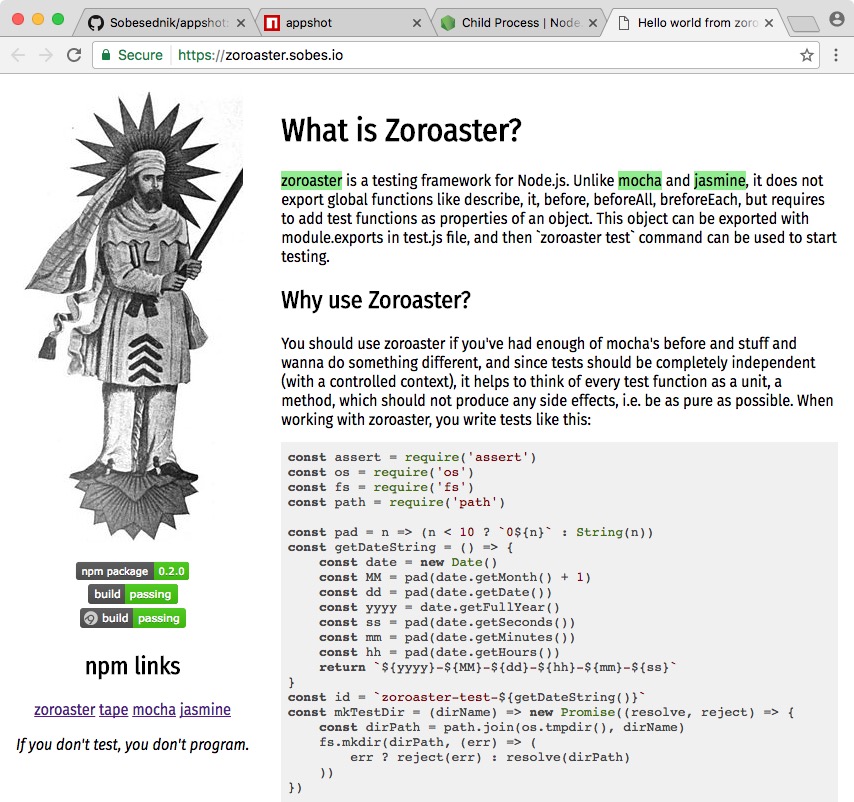 Sobesednik/appshot:
appshot
Child Process | Node.
Hello world from zoro
Secure
https://zoroaster.sobes.io
What is Zoroaster?
zoroaster is a testing framework for Node.js. Unlike mocha and jasmine, it does not
export global functions like describe, it, before, beforeAll, breforeEach, but requires
to add test functions as properties of an object. This object can be exported with
module.exports in test.js file, and then `zoroaster test` command can be used to start
testing.
Why use Zoroaster?
You should use zoroaster if you've had enough of mocha's before and stuff and
wanna do something different, and since tests should be completely independent
(with a controlled context), it helps to think of every test function as a unit, a
method, which should not produce any side effects, i.e. be as pure as possible. When
working with zoroaster, you write tests like this:
const assert = require('assert')
const os = require('os')
const fs = require('fs')
const path = require('path')
const pad = n => (n < 10 ? `0${n}` : String(n))
const getDateString = () => {
    const date = new Date()
    const MM = pad(date.getMonth() + 1)
    const dd = pad(date.getDate())
    const yyyy = date.getFullYear()
    const ss = pad(date.getSeconds())
    const mm = pad(date.getMinutes())
    const hh = pad(date.getHours())
    return `${yyyy}-${MM}-${dd}-${hh}-${mm}-${ss}`
}
const id = `zoroaster-test-${getDateString()}`
const mkTestDir = (dirName) => new Promise((resolve, reject) => {
    const dirPath = path.join(os.tmpdir(), dirName)
    fs.mkdir(dirPath, (err) => (
        err ? reject(err) : resolve(dirPath)
    ))
})
npm package 0.2.0
build passing
build passing
npm links
zoroaster tape mocha jasmine
If you don't test, you don't program.